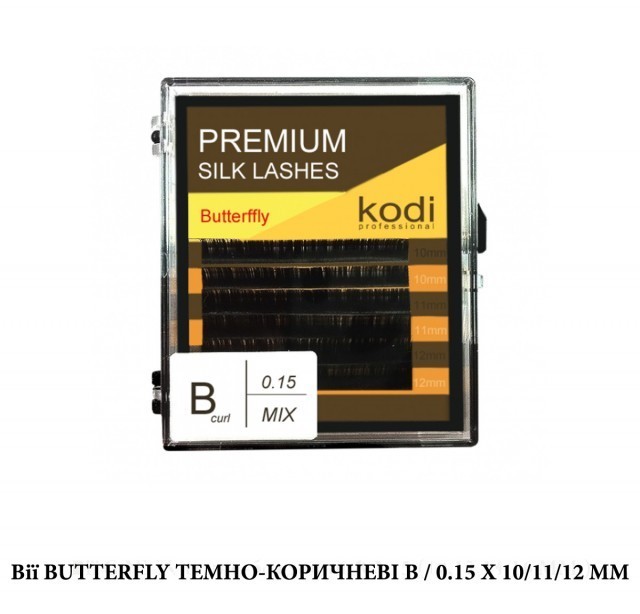 PREMIUM
SILK LASHES
Butterffly
kodi
professional
10mm
10mm
11mm
11mm
12mm
12mm
B curl
0.15
MIX
Вії BUTTERFLY ТЕМНО-КОРИЧНЕВІ B / 0.15 X 10/11/12 ММ